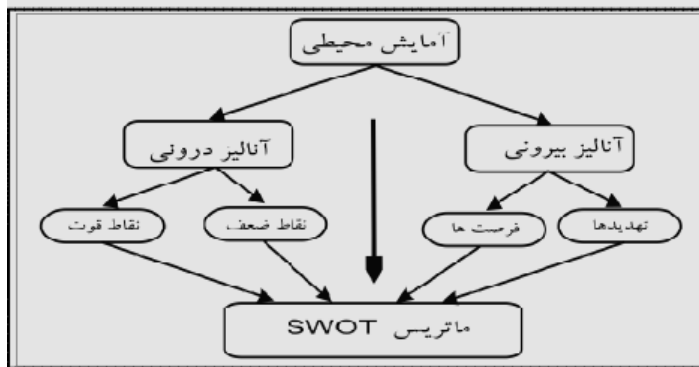 آمایش محیطی
آنالیز بیرونی
آنالیز درونی
تهدیدها
فرصت ها
نقاط ضعف
نقاط قوت
ماتریس SWOT